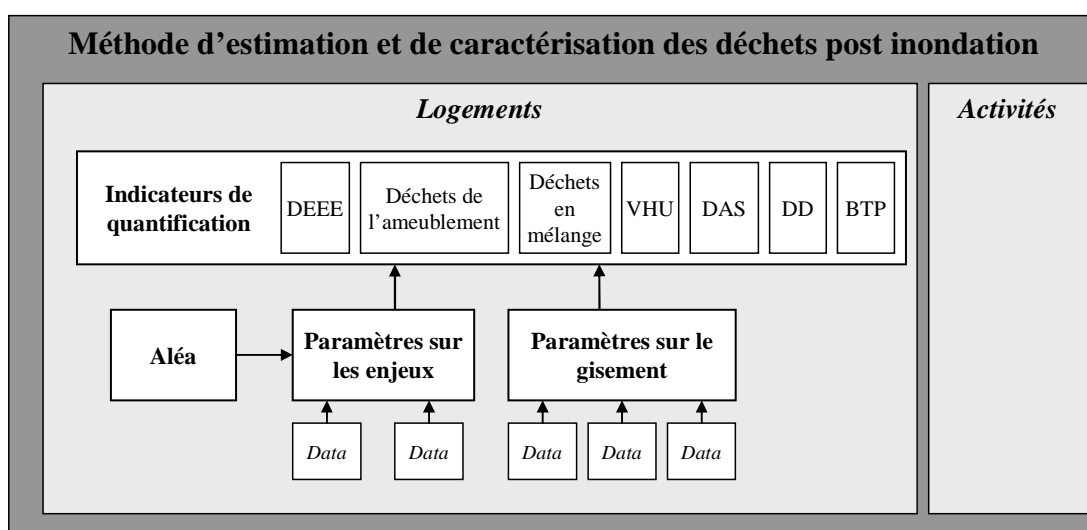 Méthode d'estimation et de caractérisation des déchets post inondation
Logements
Activités
Indicateurs de
quantification
DEEE
Déchets de
l'ameublement
Déchets
en
mélange
VHU
DAS
DD
BTP
Aléa
Paramètres sur
les enjeux
Paramètres sur le
gisement
Data
Data
Data
Data
Data